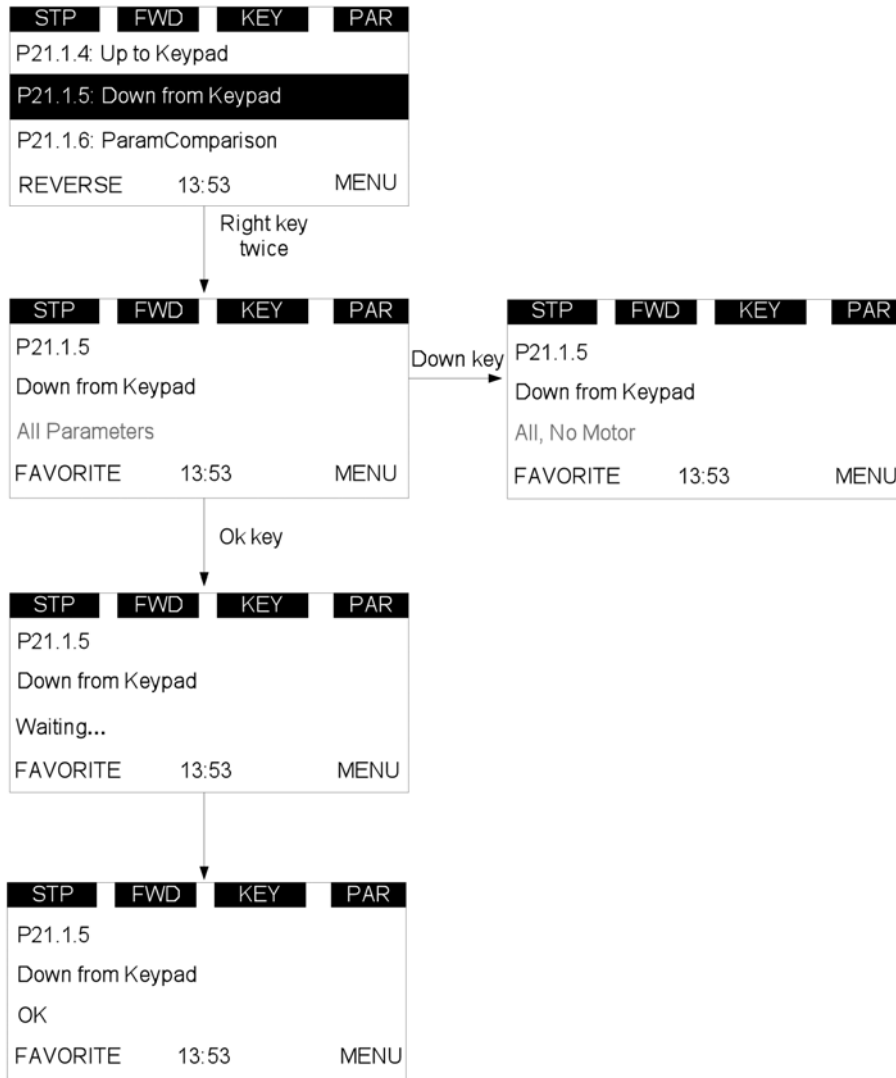 STP FWD KEY PAR
P21.1.4: Up to Keypad
P21.1.5: Down from Keypad
P21.1.6: ParamComparison
REVERSE 13:53 MENU
Right key
twice
STP FWD KEY PAR
P21.1.5
Down from Keypad
All Parameters
FAVORITE 13:53 MENU
Down key
STP FWD KEY PAR
P21.1.5
Down from Keypad
All, No Motor
FAVORITE 13:53 MENU
Ok key
STP FWD KEY PAR
P21.1.5
Down from Keypad
Waiting...
FAVORITE 13:53 MENU
STP FWD KEY PAR
P21.1.5
Down from Keypad
OK
FAVORITE 13:53 MENU